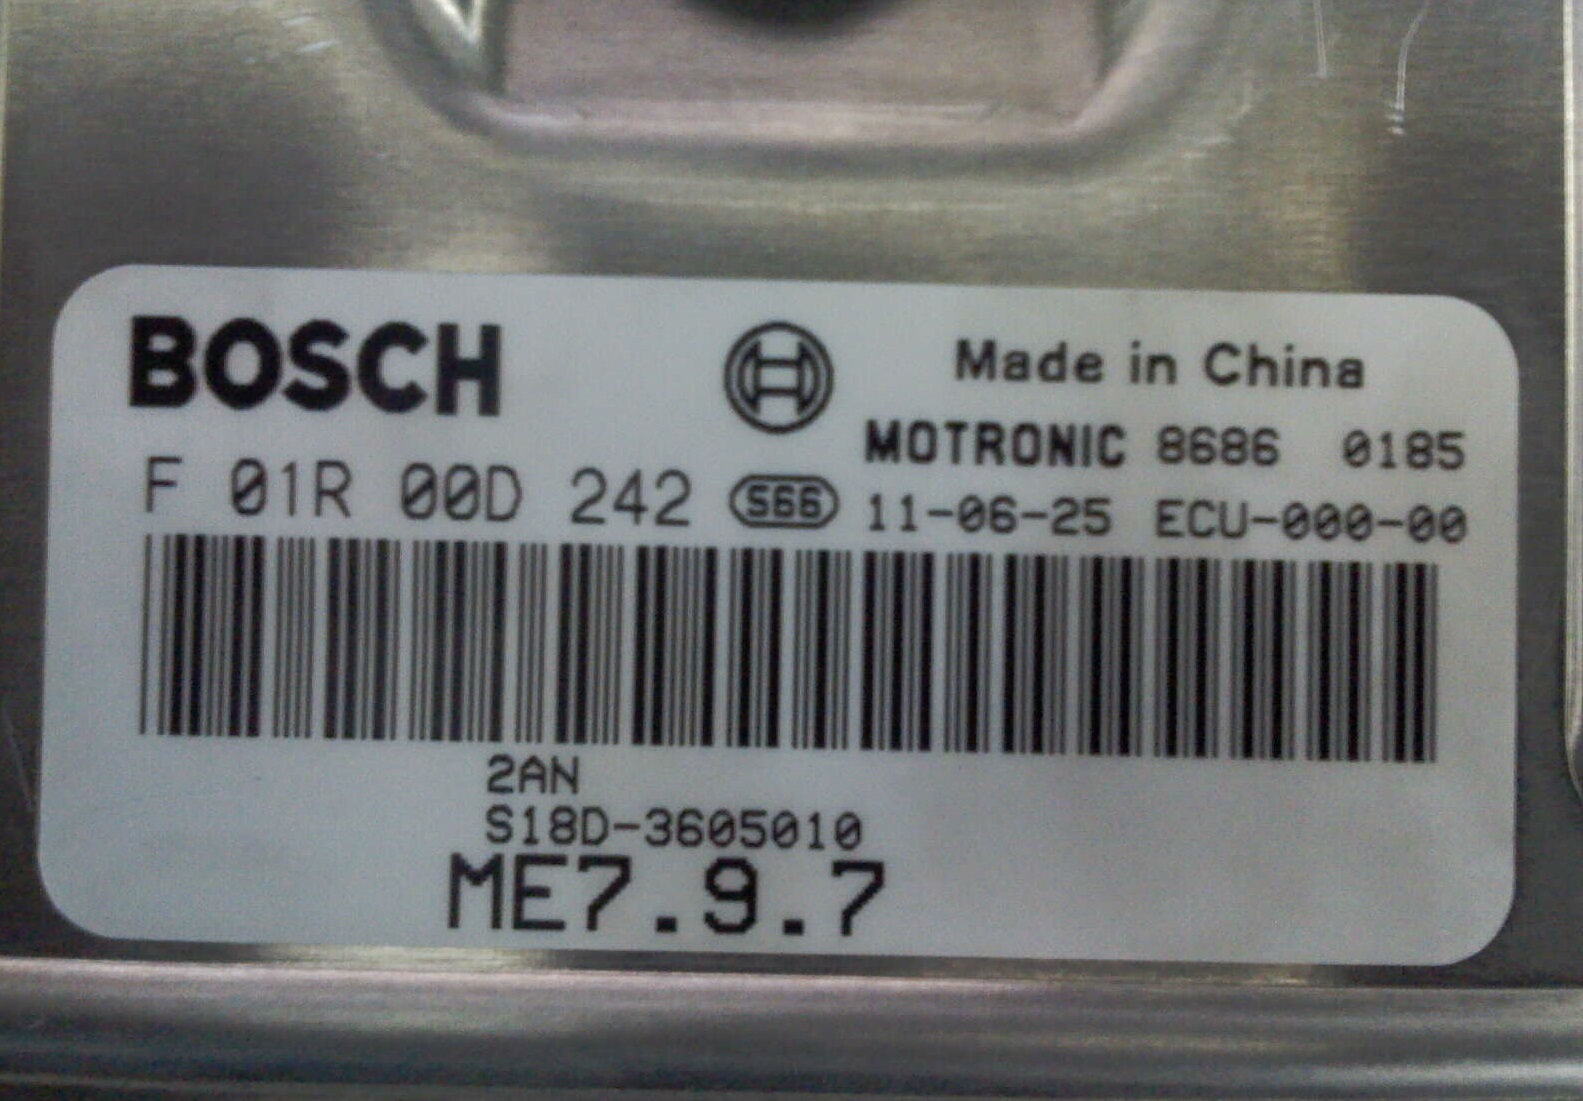 BOSCH
Made in China
MOTRONIC 8686 0185
F 01R 00D 242 S66 11-06-25 ECU-000-00
2AN
S18D-3605010
ME7.9.7